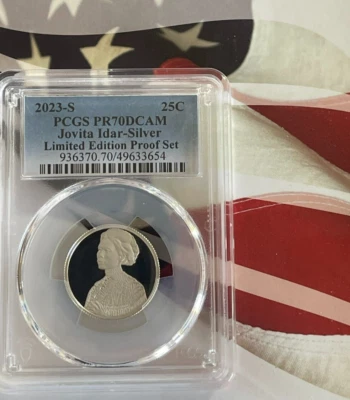 2023-S 25C
PCGS PR70DCAM
Jovita Idar-Silver
Limited Edition Proof Set
936370.70/49633654